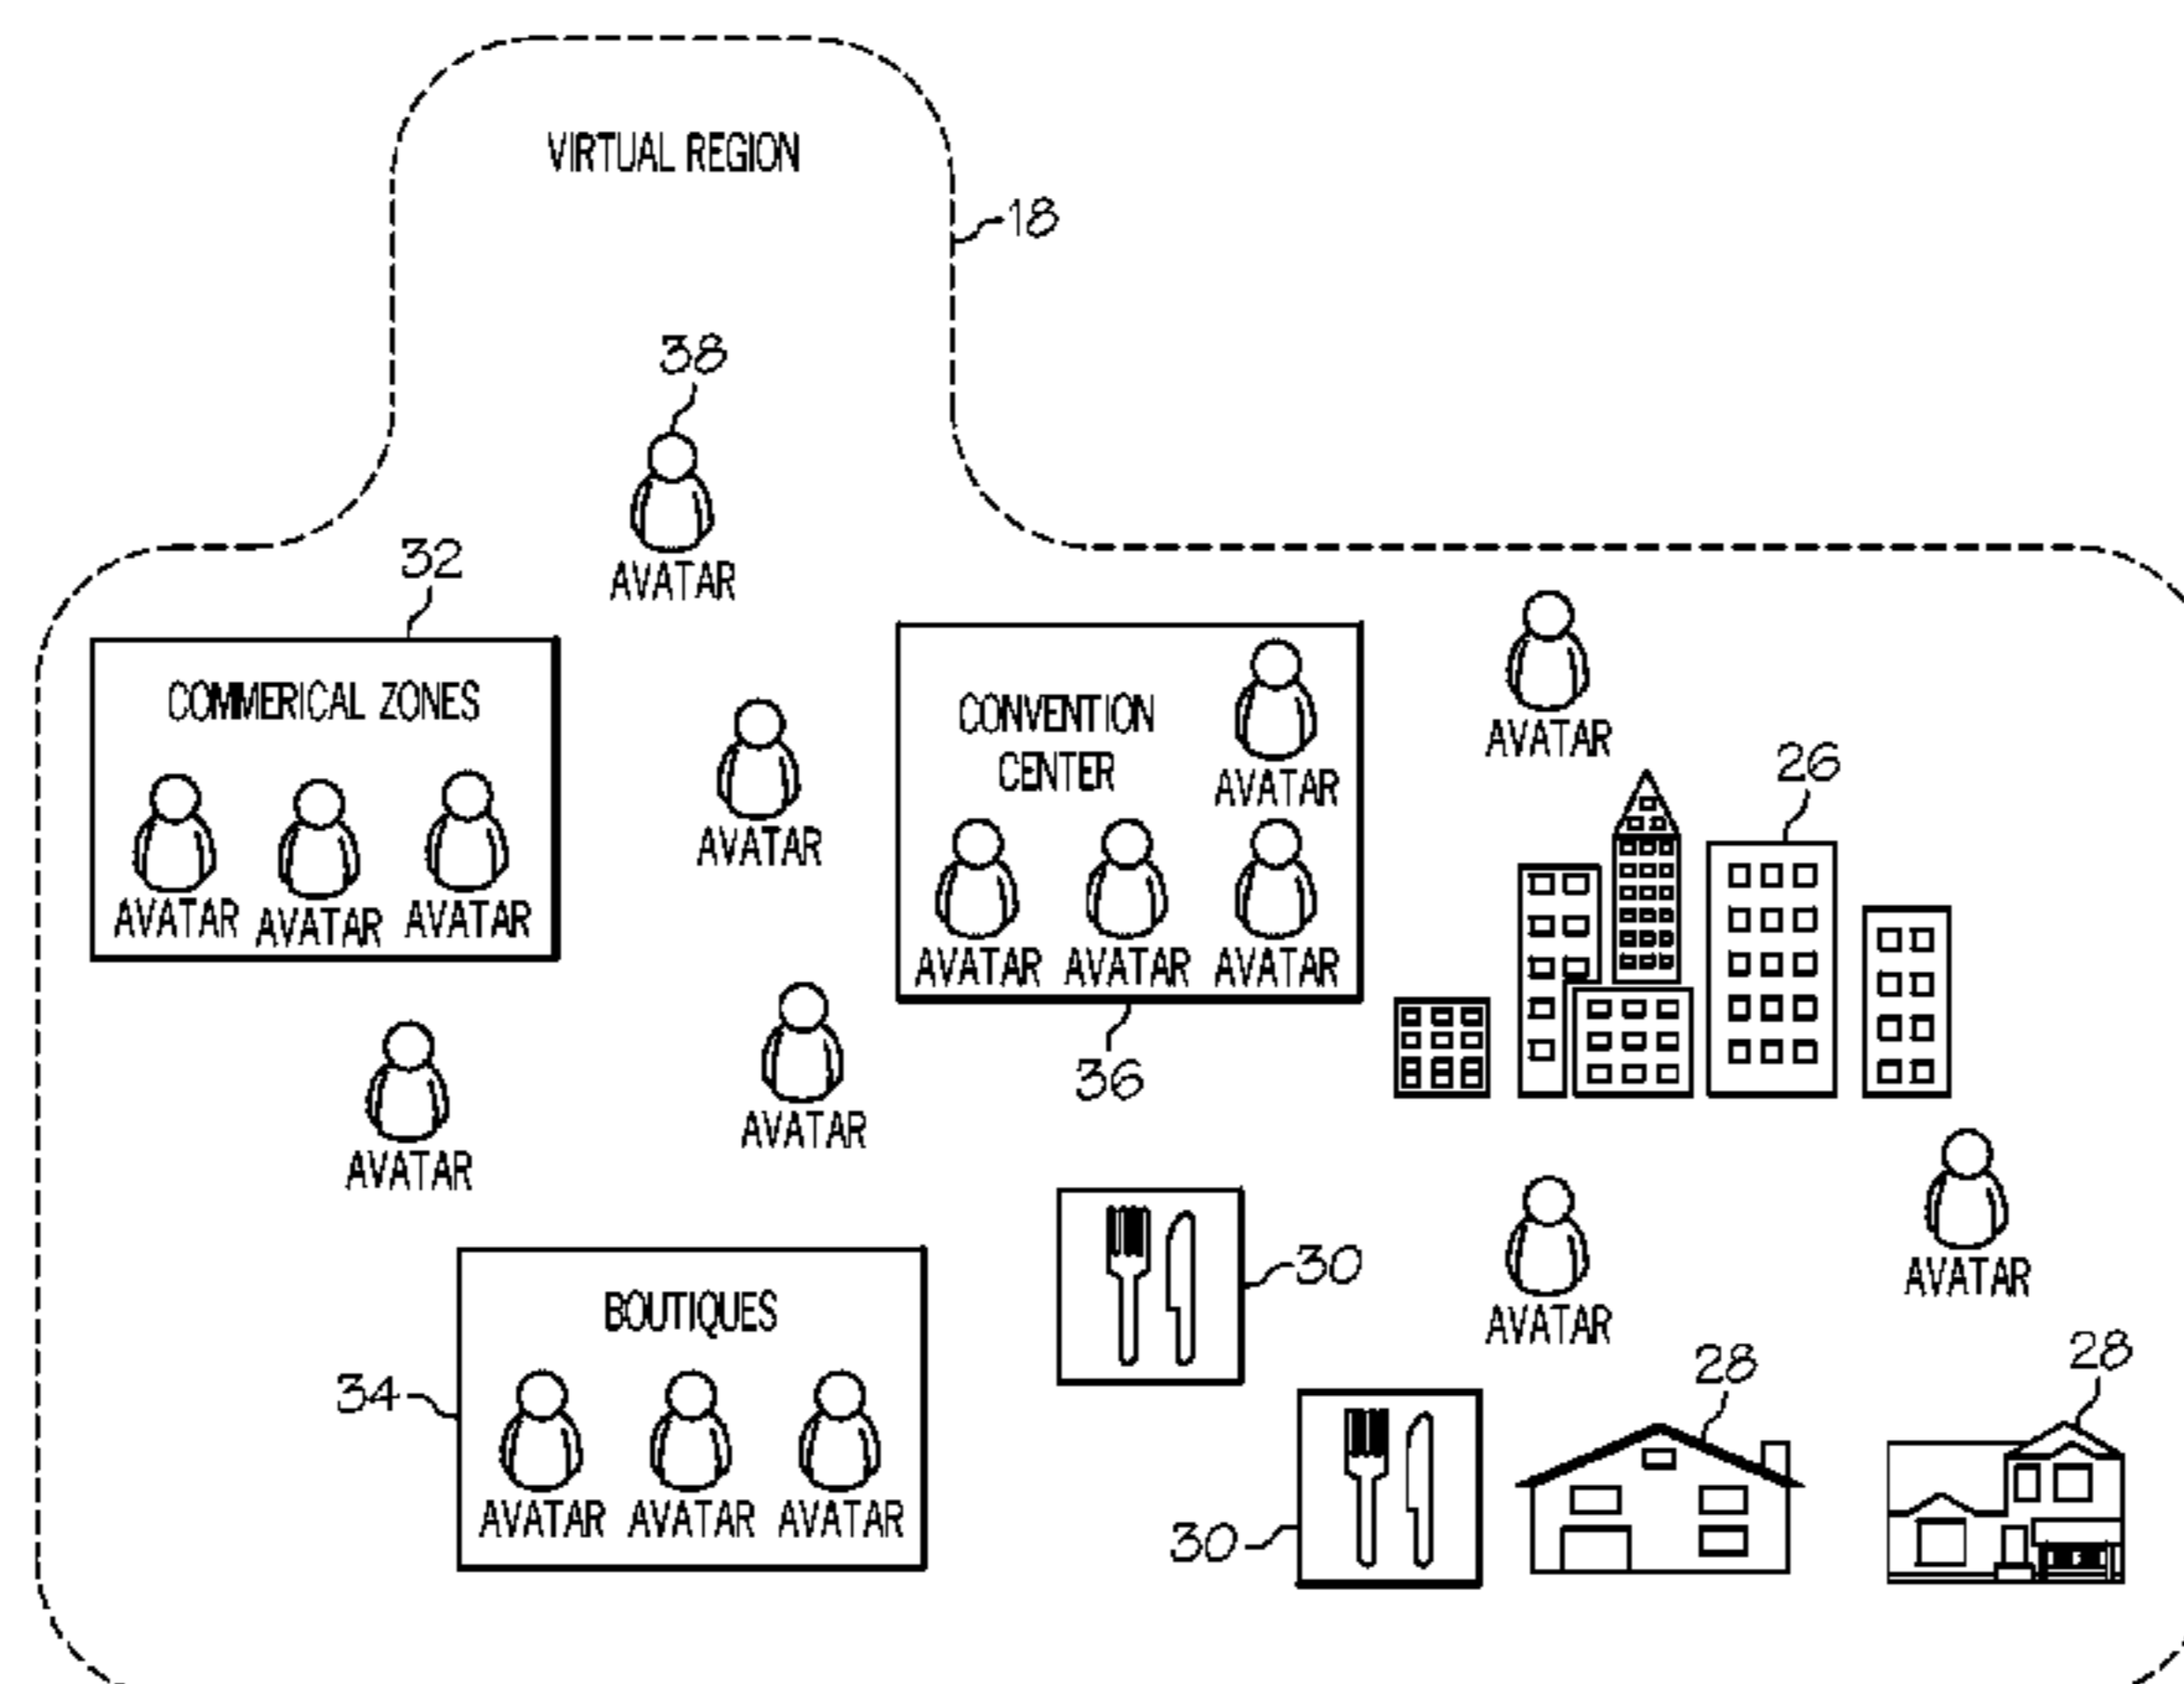 VIRTUAL REGION
18
38
AVATAR
32
COMMERICAL ZONES
AVATAR AVATAR AVATAR
AVATAR
CONVENTION
CENTER
AVATAR
AVATAR AVATAR AVATAR
36
AVATAR
26
AVATAR
AVATAR
30
AVATAR
AVATAR
34
BOUTIQUES
AVATAR AVATAR AVATAR
30
28
28